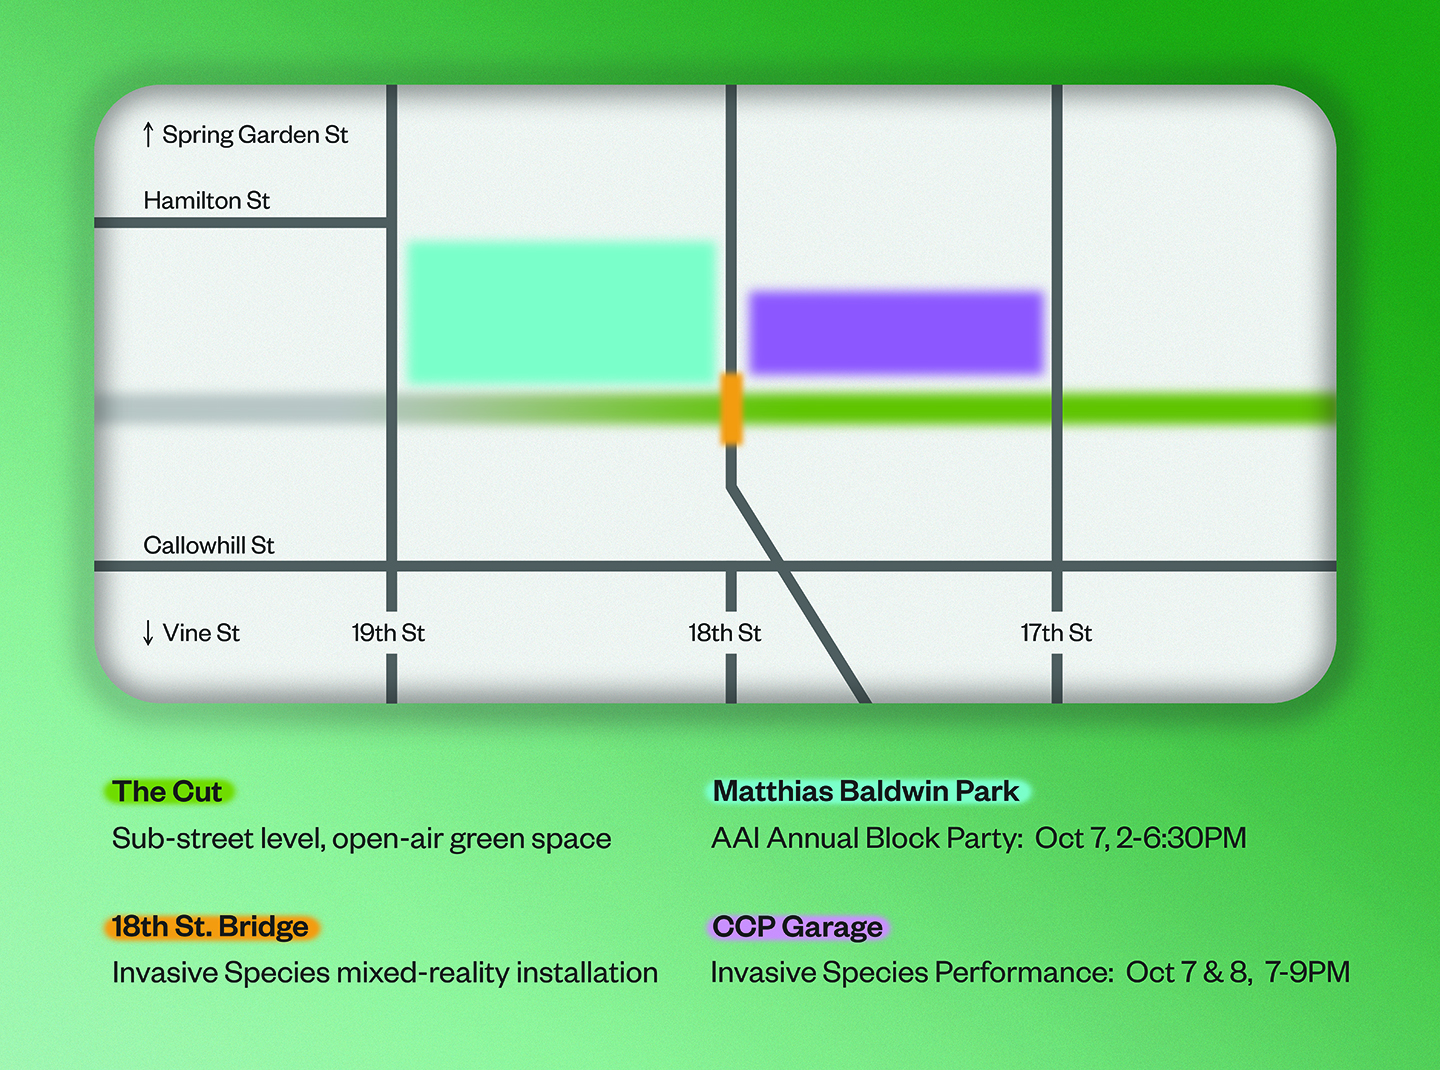 ↑ Spring Garden St
Hamilton St
Callowhill St
↓ Vine St
19th St
18th St
17th St
The Cut
Sub-street level, open-air green space
Matthias Baldwin Park
AAI Annual Block Party: Oct 7, 2-6:30PM
18th St. Bridge
Invasive Species mixed-reality installation
CCP Garage
Invasive Species Performance: Oct 7 & 8, 7-9PM